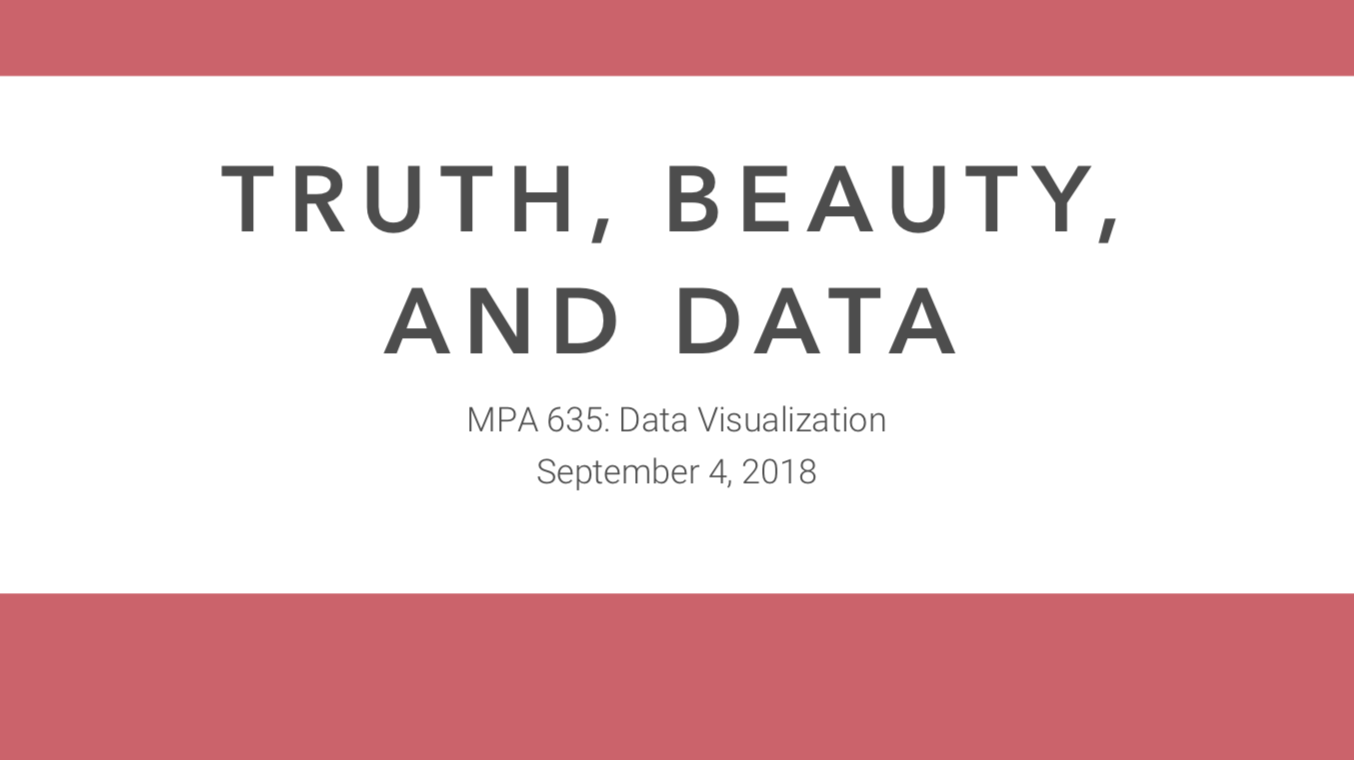 TRUTH, BEAUTY,
AND DATA
MPA 635: Data Visualization
September 4, 2018